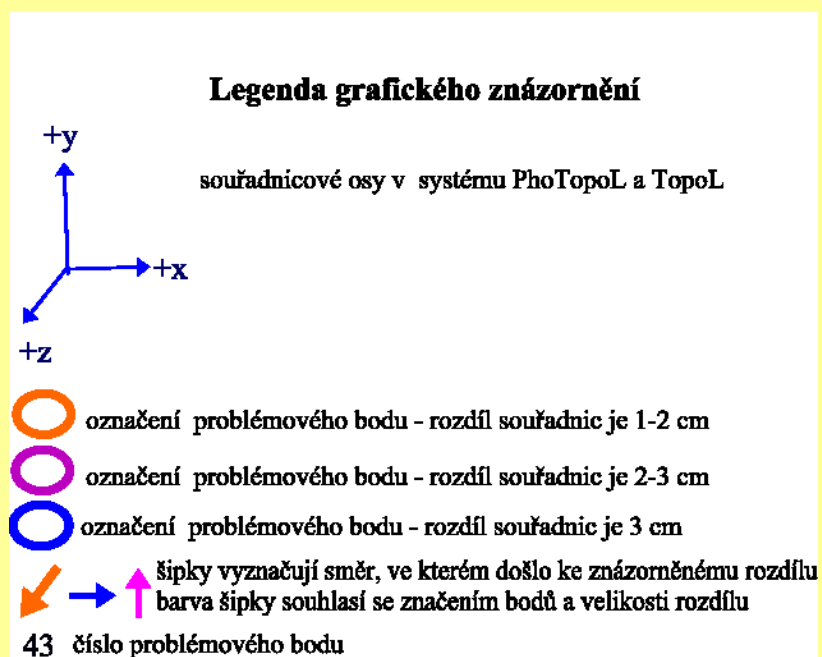 Legenda grafického znázornění
+y
souřadnicové osy v systému PhoTopoL a TopoL
+x
+z
označení problémového bodu - rozdíl souřadnic je 1-2 cm
označení problémového bodu - rozdíl souřadnic je 2-3 cm
označení problémového bodu - rozdíl souřadnic je 3 cm
šipky vyznačují směr, ve kterém došlo ke znázorněnému rozdílu
barva šipky souhlasí se značením bodů a velikosti rozdílu
43 číslo problémového bodu